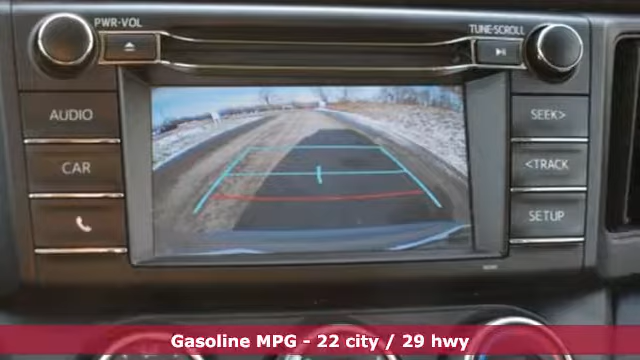 PWR-VOL
TUNE-SCROLL
AUDIO
SEEK>
CAR
<TRACK
SETUP
Gasoline MPG - 22 city / 29 hwy